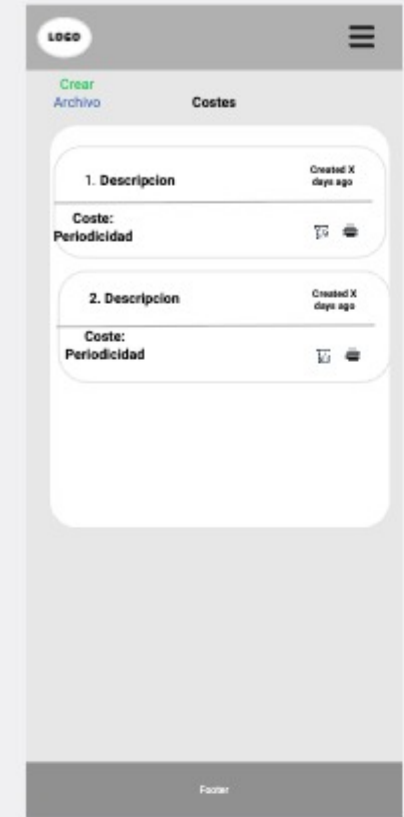 LOGO
Crear
Archivo
Costes
1. Descripcion
Created X
days ago
Coste:
Periodicidad
2. Descripcion
Created X
days ago
Coste:
Periodicidad
Footer